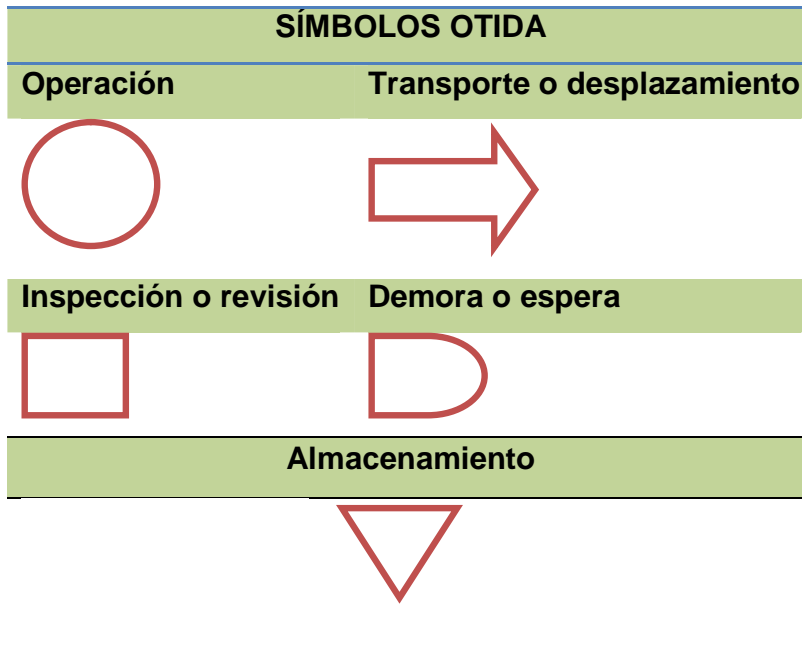 SÍMBOLOS OTIDA
Operación
Transporte o desplazamiento
Inspección o revisión
Demora o espera
Almacenamiento